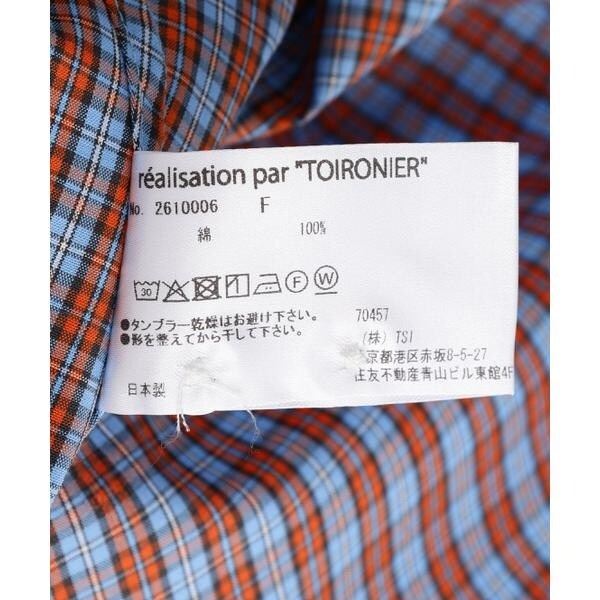 réalisation par "TOIRONIER"
No. 2610006 F
綿 100%
30 F W
●タンブラー乾燥はお避け下さい。
●形を整えてから干して下さい。
日本製
70457
(株) TSI
東京都港区赤坂8-5-27
住友不動産青山ビル東館4F